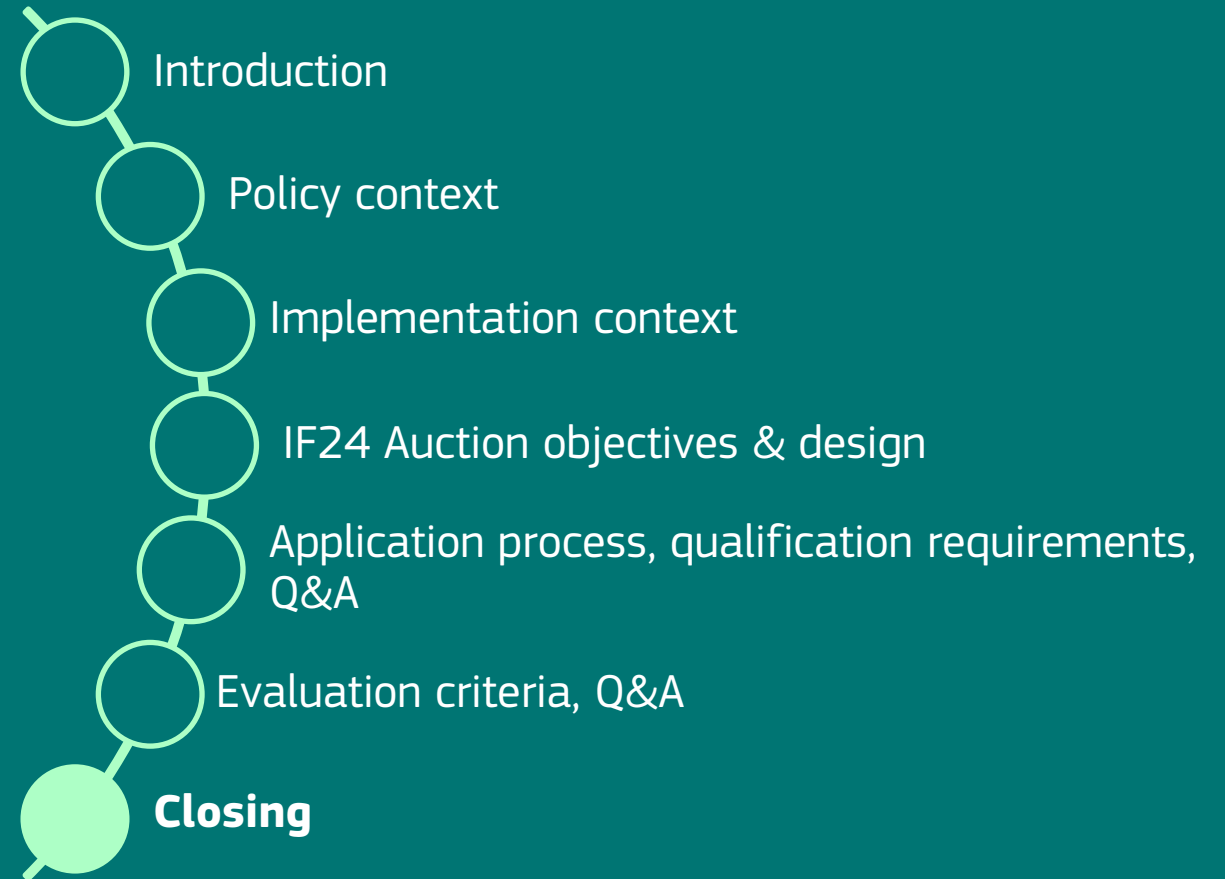 Introduction
Policy context
Implementation context
IF24 Auction objectives & design
Application process, qualification requirements,
Q&A
Evaluation criteria, Q&A
Closing